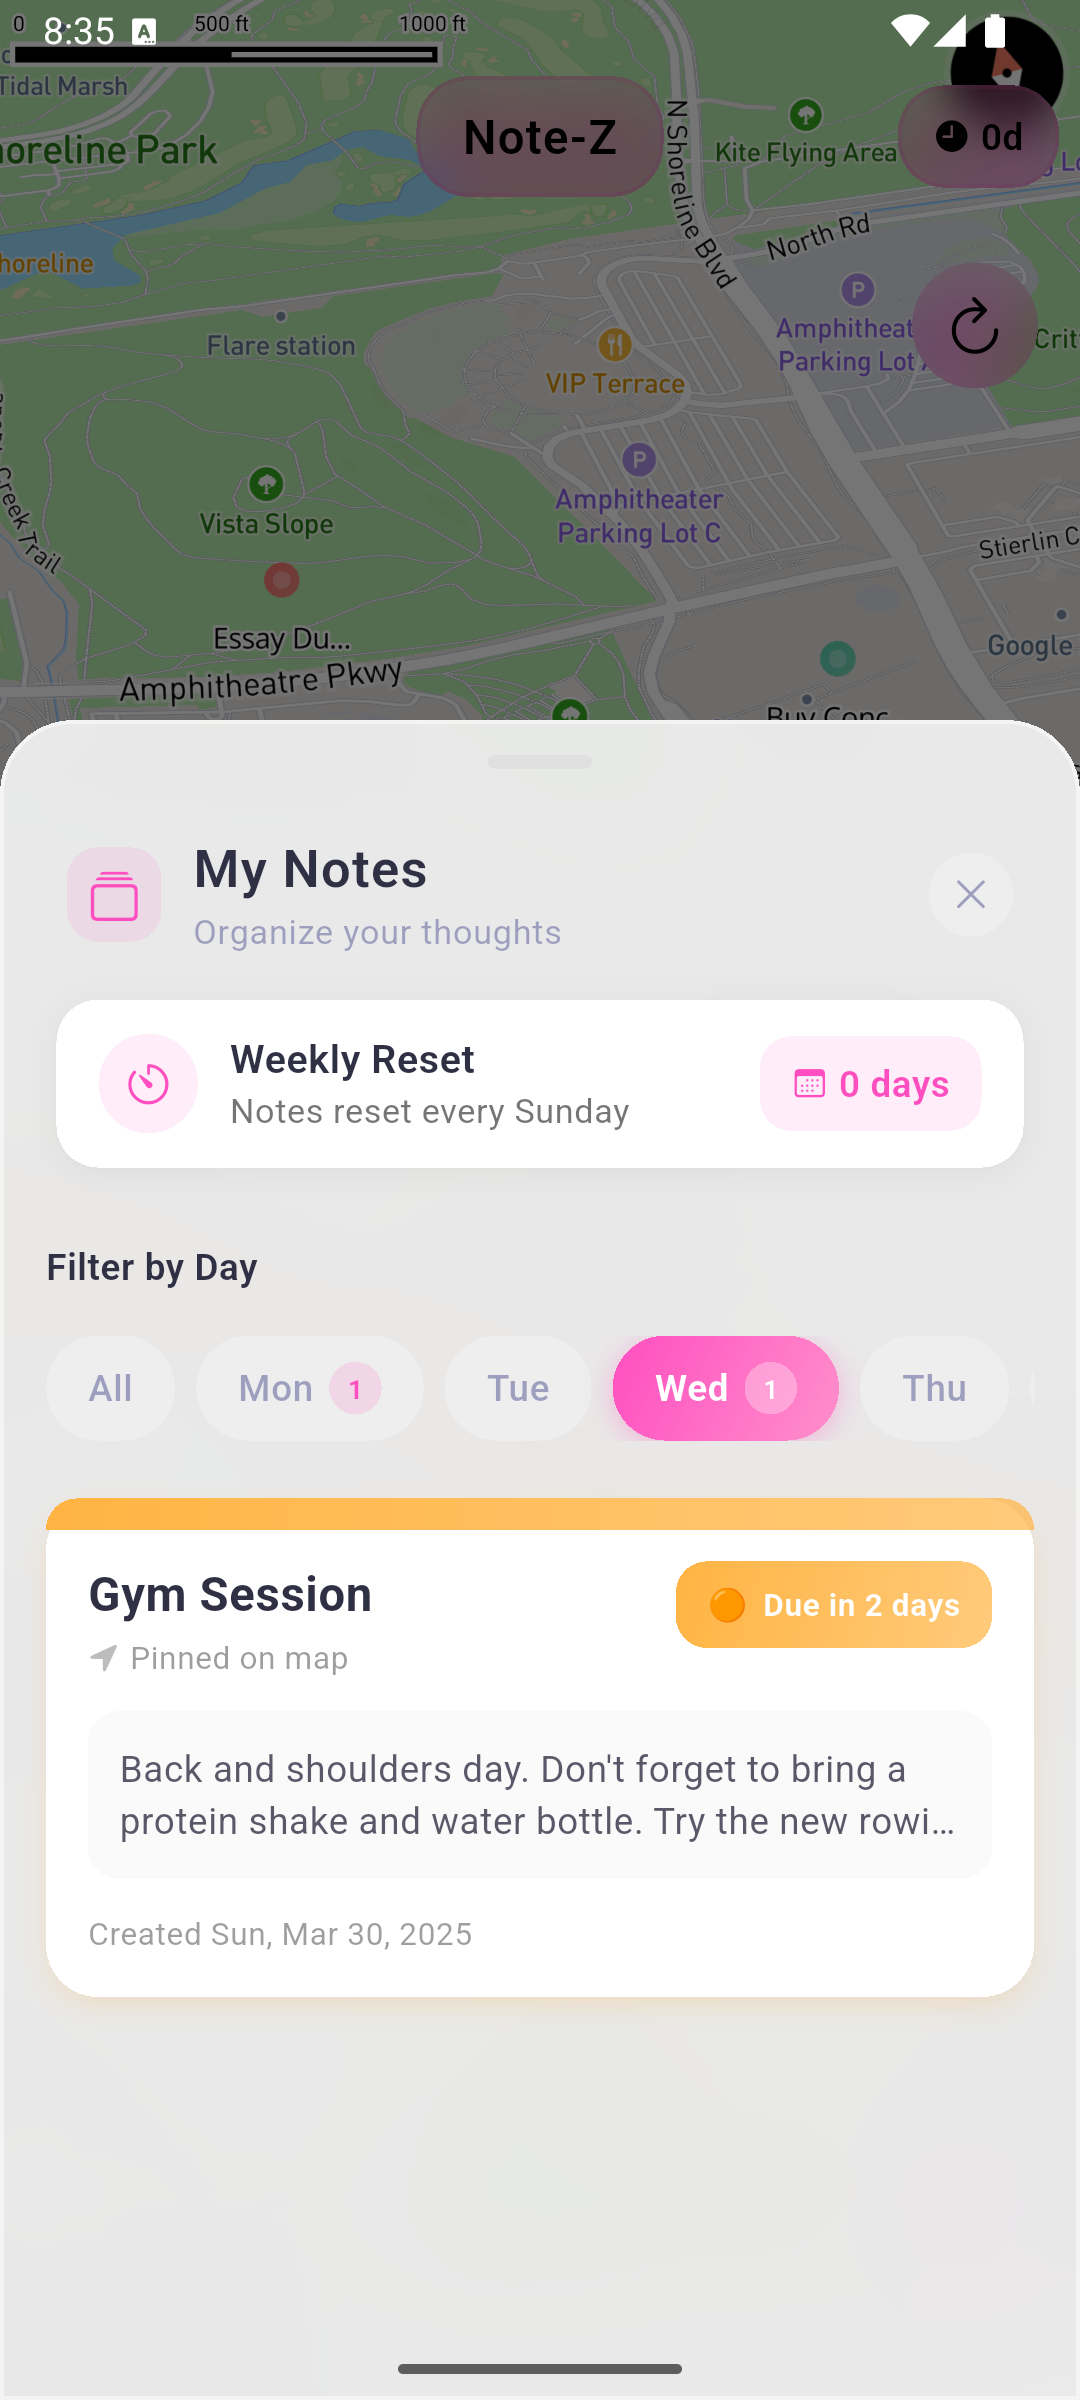 0
500 ft
1000 ft
8:35
Tidal Marsh
oreline Park
Note-Z
N Shoreline Blvd
Kite Flying Area
0d
horeline
North Rd
P
Flare station
VIP Terrace
Amphitheat
Parking Lot
Crit
Creek Trail
P
Amphitheater
Parking Lot C
Vista Slope
Stierlin C
Essay Du...
Google
Amphitheatre Pkwy
Buy Conc
My Notes
Organize your thoughts
Weekly Reset
Notes reset every Sunday
0 days
Filter by Day
All
Mon 1
Tue
Wed 1
Thu
Gym Session
Due in 2 days
Pinned on map
Back and shoulders day. Don't forget to bring a
protein shake and water bottle. Try the new rowi...
Created Sun, Mar 30, 2025